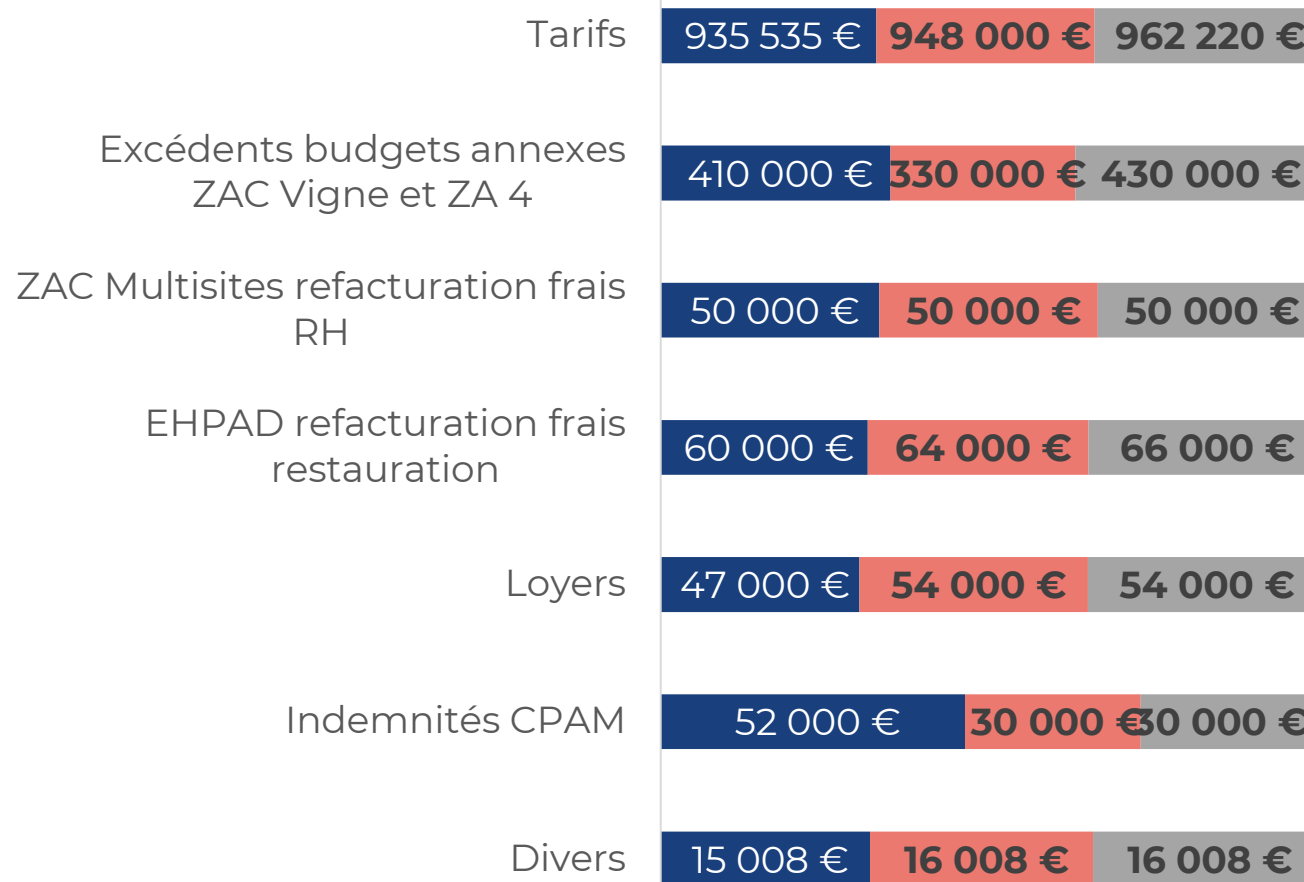 Tarifs 935 535 € 948 000 € 962 220 €
Excédents budgets annexes
ZAC Vigne et ZA 4 410 000 € 330 000 € 430 000 €
ZAC Multisites refacturation frais
RH 50 000 € 50 000 € 50 000 €
EHPAD refacturation frais
restauration 60 000 € 64 000 € 66 000 €
Loyers 47 000 € 54 000 € 54 000 €
Indemnités CPAM 52 000 € 30 000 € 30 000 €
Divers 15 008 € 16 008 € 16 008 €